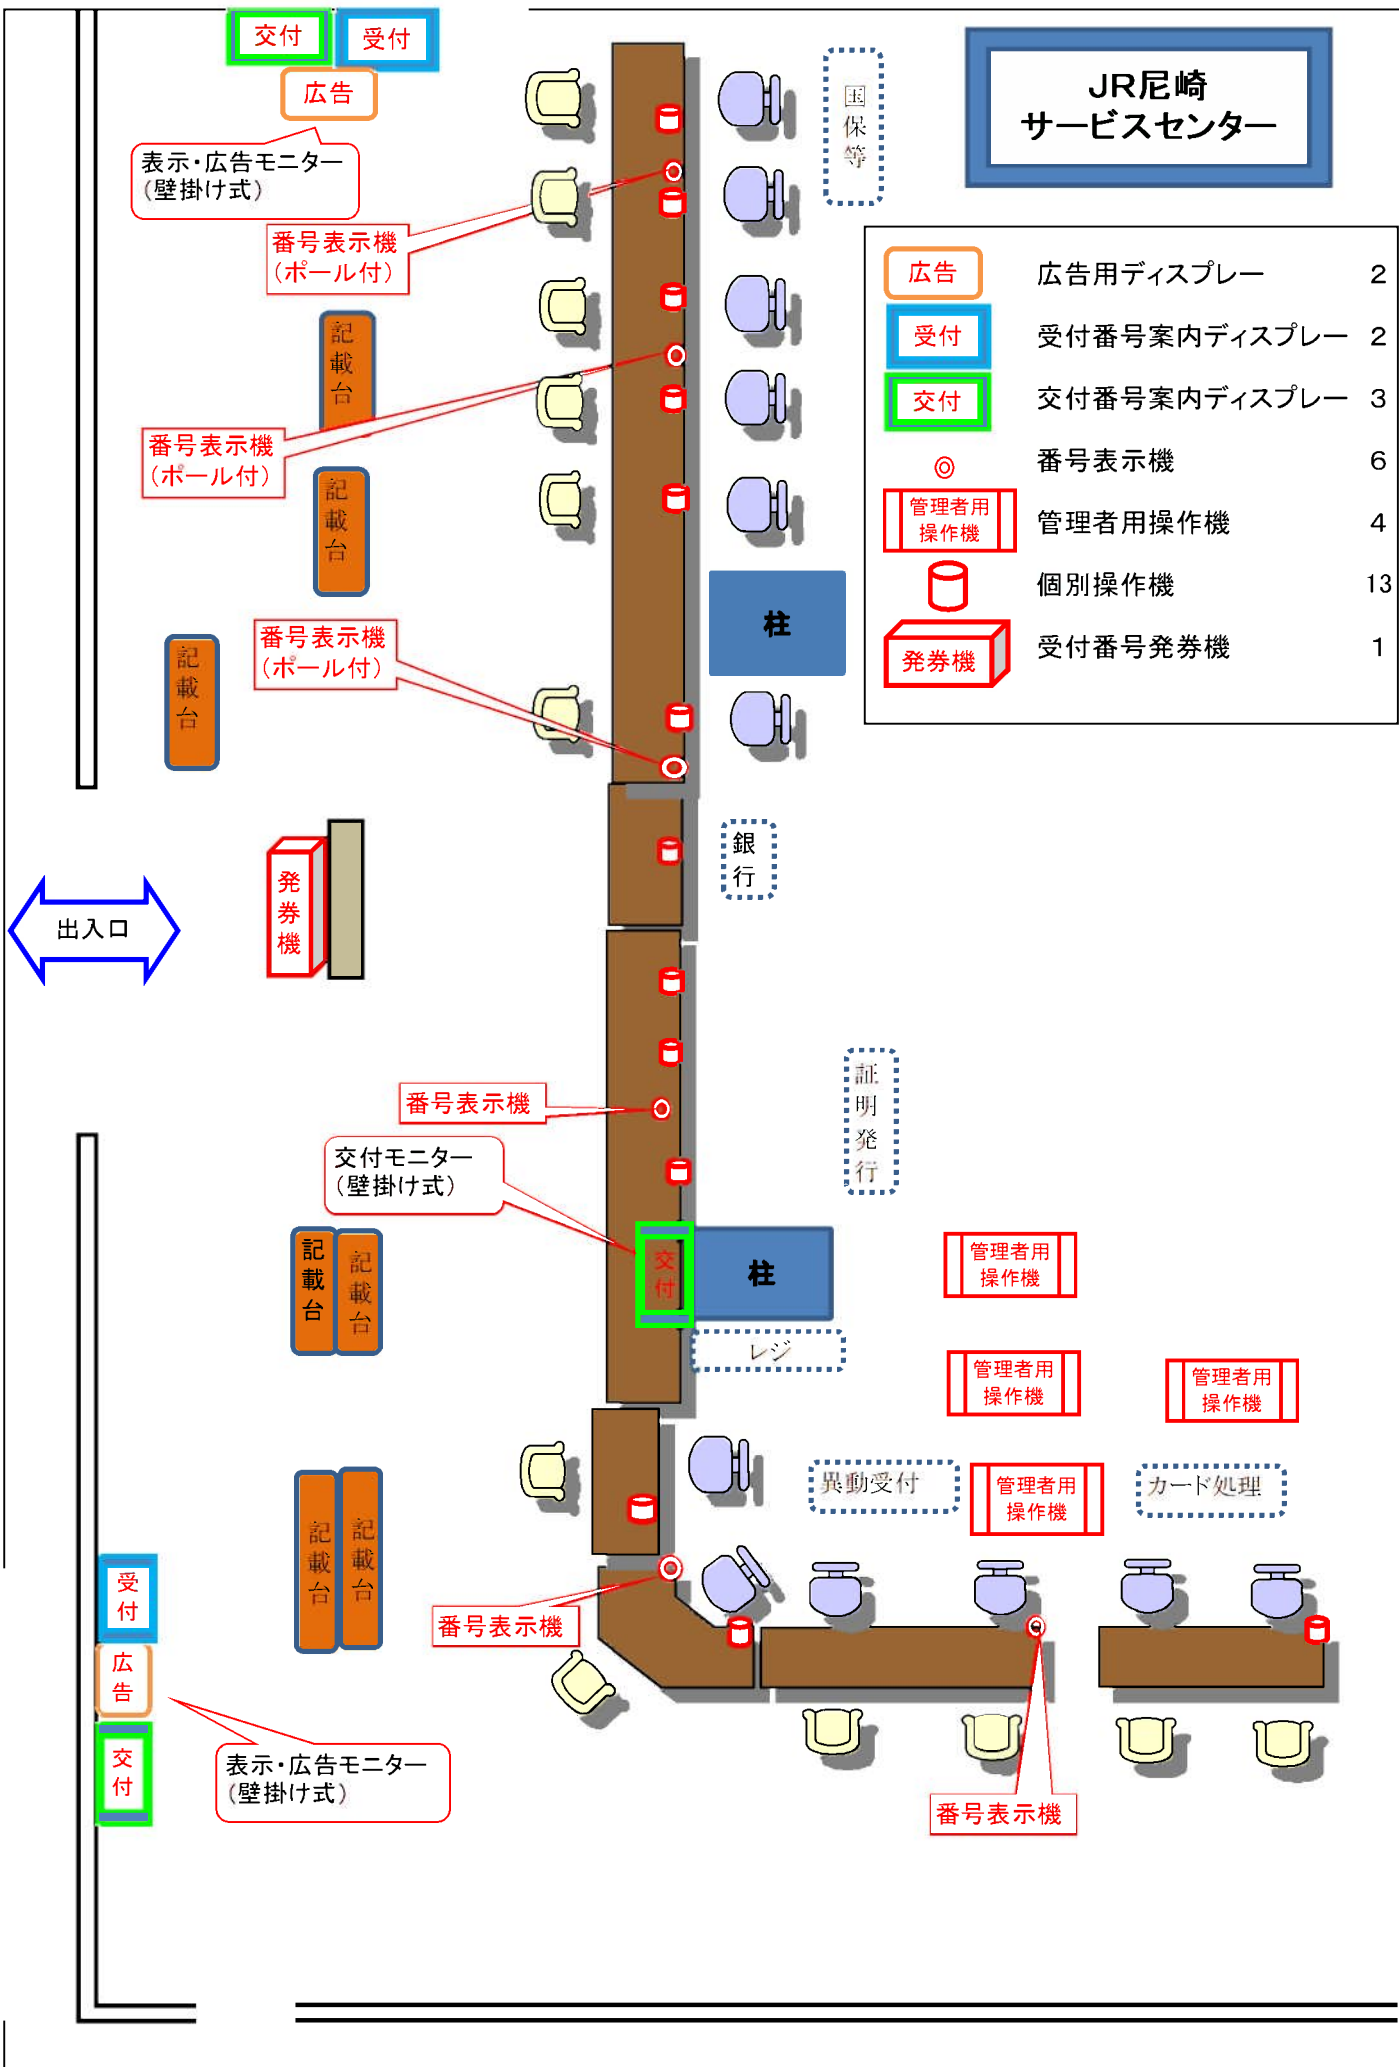 交付
受付
広告
表示・広告モニター
(壁掛け式)
番号表示機
(ポール付)
国保等
JR尼崎
サービスセンター
広告 広告用ディスプレー 2
受付 受付番号案内ディスプレー 2
交付 交付番号案内ディスプレー 3
番号表示機 6
管理者用
操作機
管理者用操作機 4
個別操作機 13
発券機 受付番号発券機 1
記載台
番号表示機
(ポール付)
記載台
番号表示機
(ポール付)
記載台
柱
銀行
発券機
出入口
証明発行
番号表示機
交付モニター
(壁掛け式)
記載台
記載台
交付
柱
レジ
管理者用
操作機
管理者用
操作機
管理者用
操作機
管理者用
操作機
異動受付
カード処理
記載台
記載台
受付
広告
交付
番号表示機
表示・広告モニター
(壁掛け式)
番号表示機